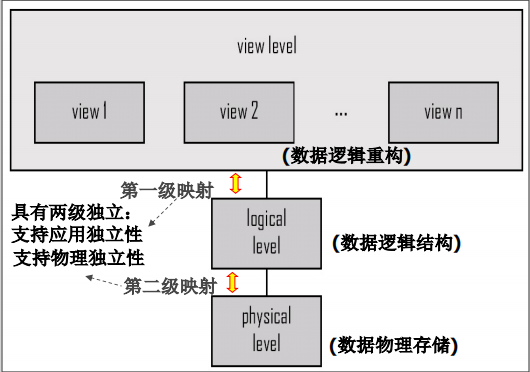 view level
view 1
view 2
...
view n
(数据逻辑重构)
第一级映射
具有两级独立：
支持应用独立性
支持物理独立性
logical
level
(数据逻辑结构)
第二级映射
physical
level
(数据物理存储)